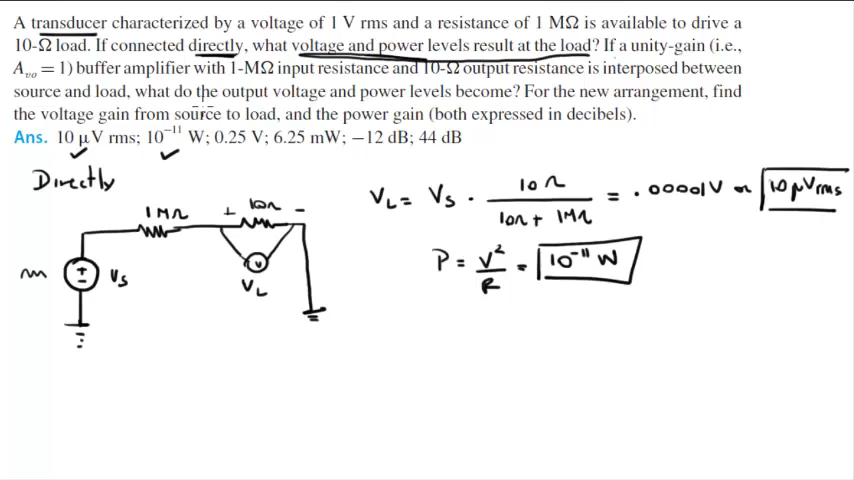 A transducer characterized by a voltage of 1 V rms and a resistance of 1 MΩ is available to drive a
10-Ω load. If connected directly, what voltage and power levels result at the load? If a unity-gain (i.e.,
Avo = 1) buffer amplifier with 1-MΩ input resistance and 10-Ω output resistance is interposed between
source and load, what do the output voltage and power levels become? For the new arrangement, find
the voltage gain from source to load, and the power gain (both expressed in decibels).
Ans. 10 μV rms; 10⁻¹¹ W; 0.25 V; 6.25 mW; −12 dB; 44 dB
Directly
1MΩ + 10Ω −
V
+ − VS
VL
VL = VS · 10Ω / 10Ω + 1MΩ = .00001V or 10μVrms
P = V² / R = 10⁻¹¹ W